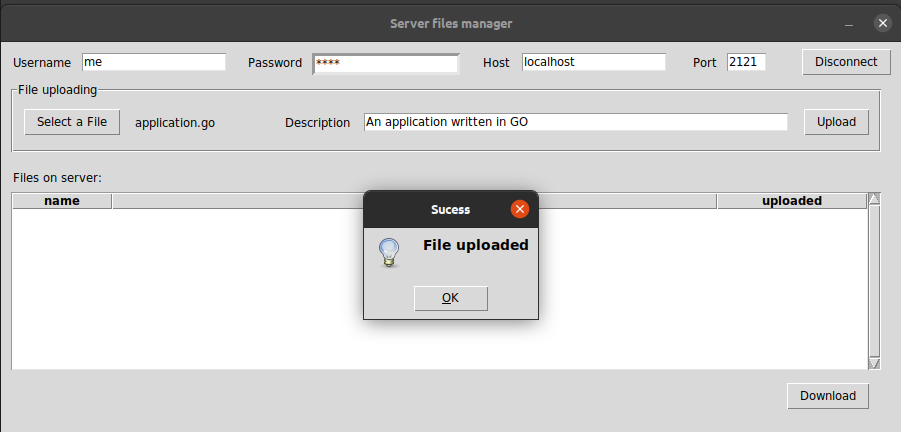 Server files manager
Username me Password **** Host localhost Port 2121 Disconnect
File uploading
Select a File application.go Description An application written in GO Upload
Files on server:
name uploaded
Sucess
File uploaded
OK
Download